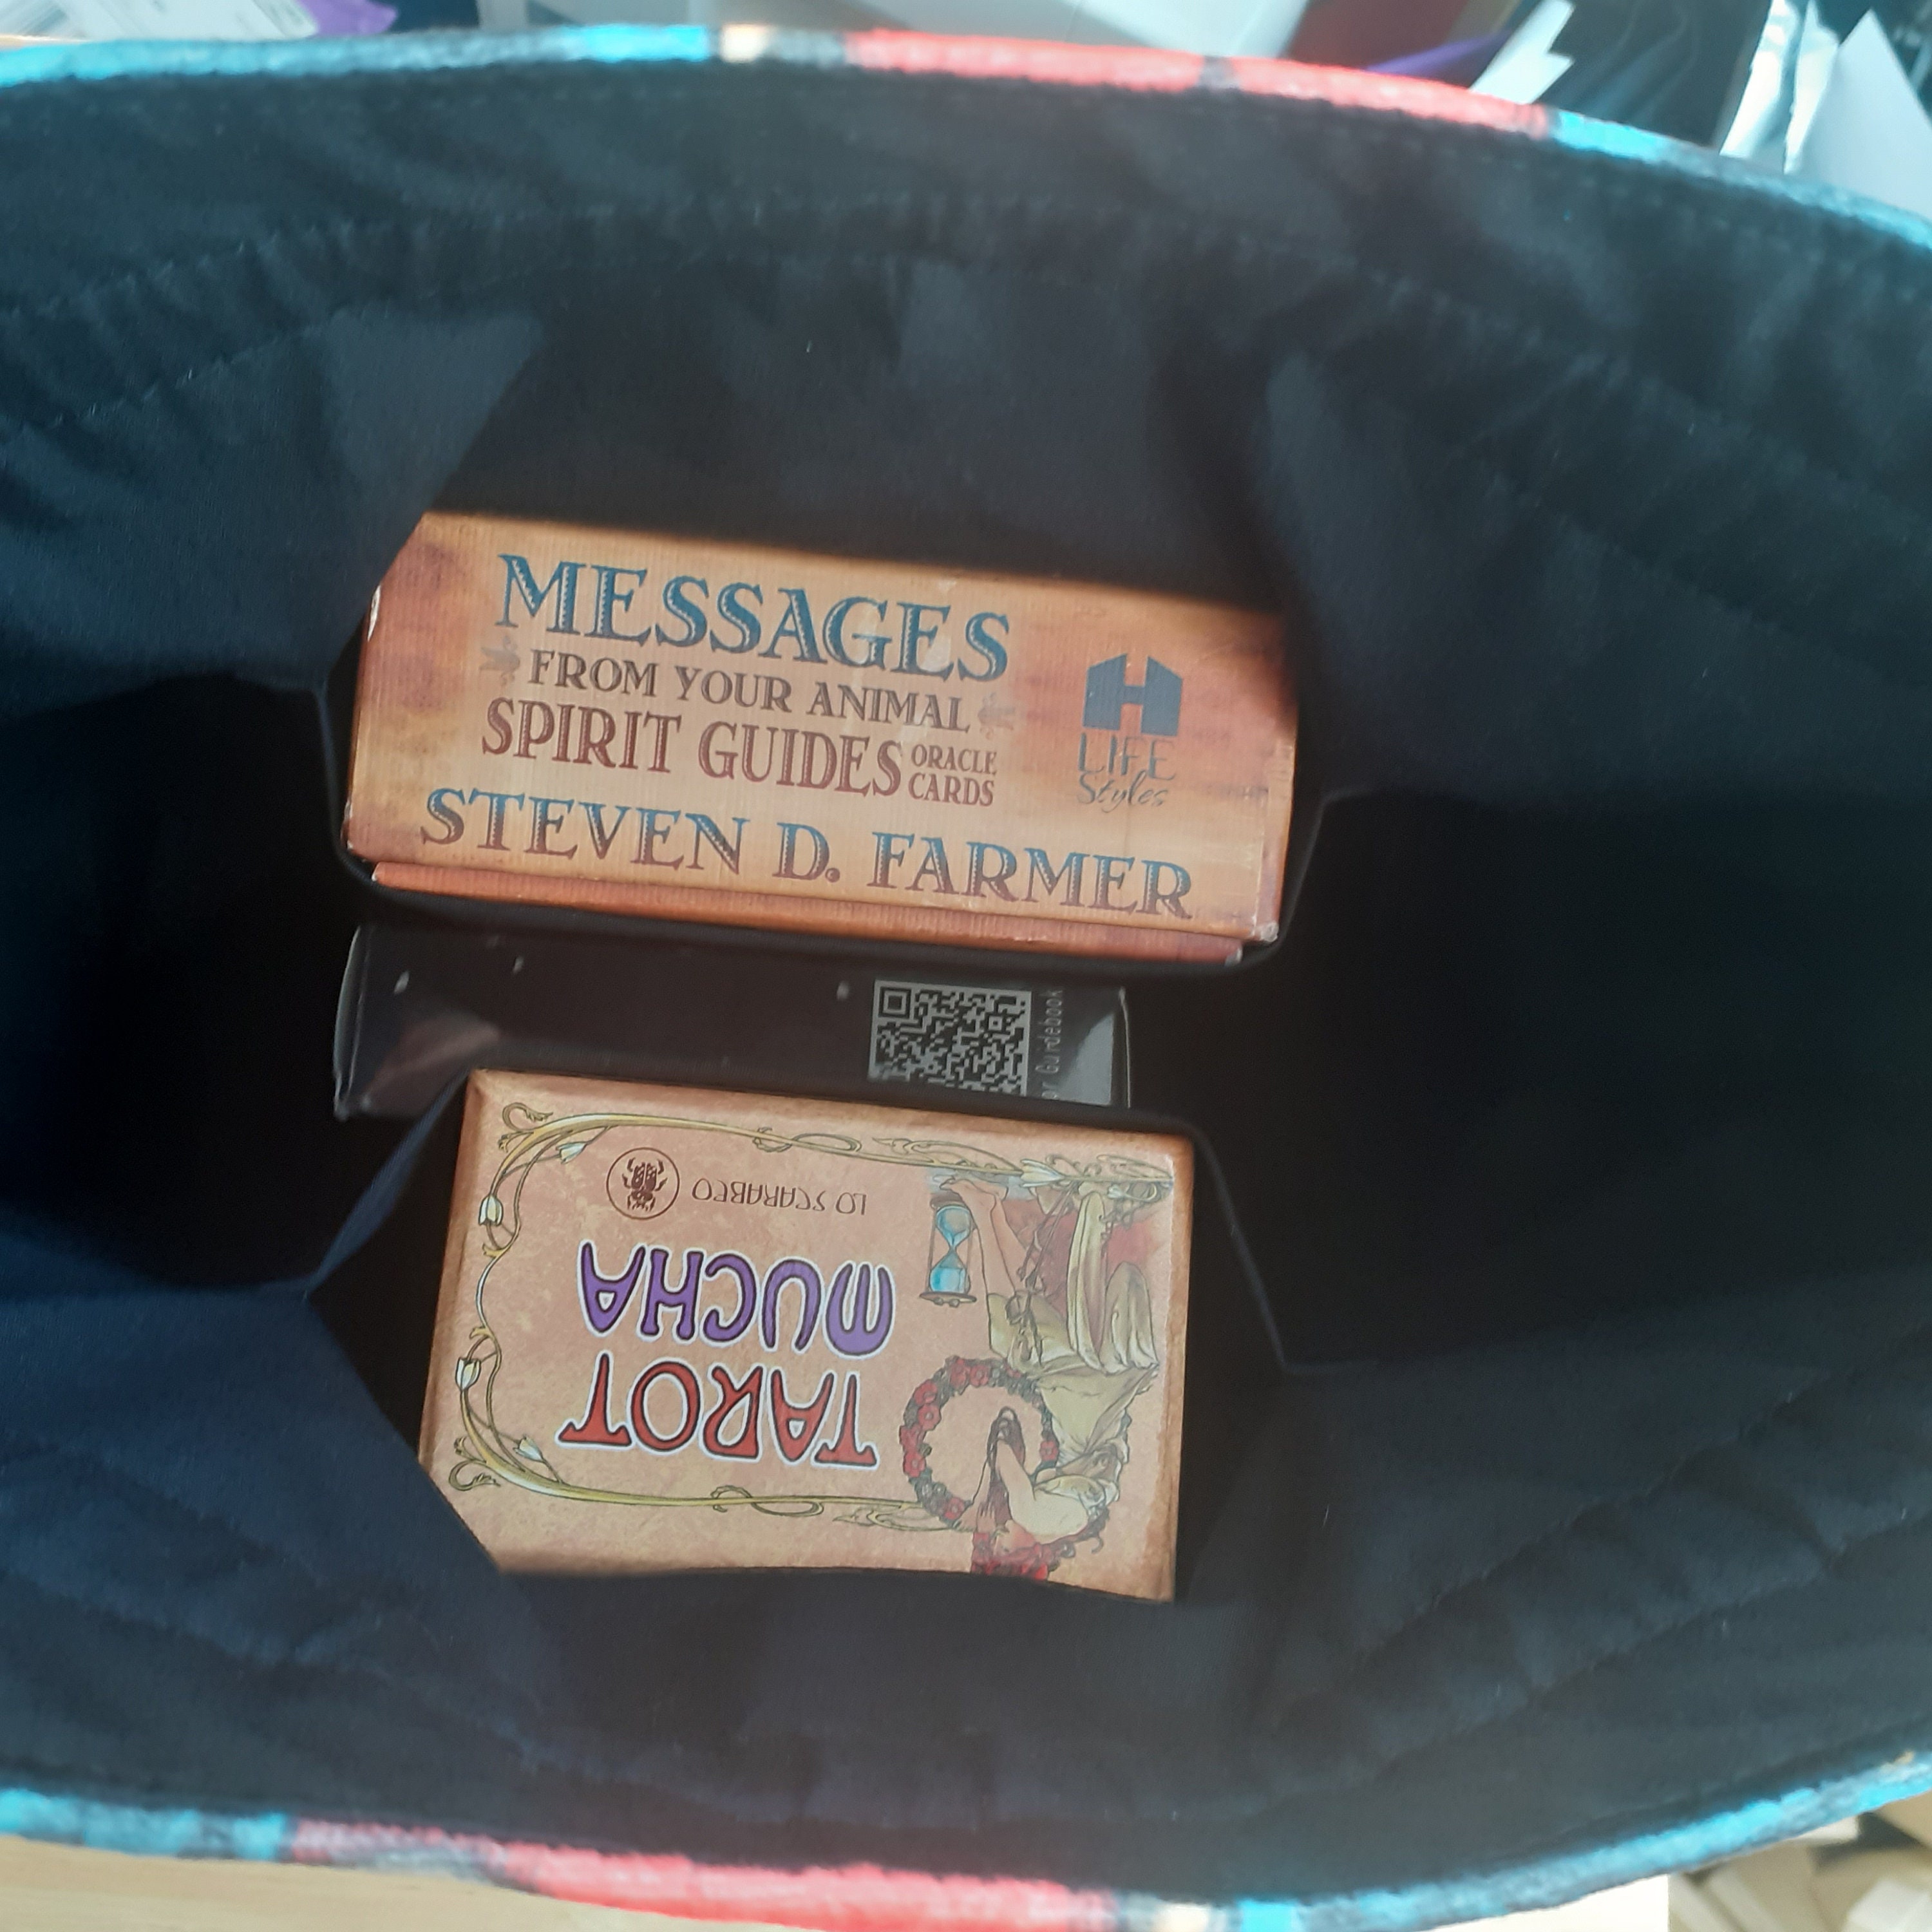 MESSAGES
FROM YOUR ANIMAL
SPIRIT GUIDES ORACLE CARDS
STEVEN D. FARMER
H
LIFE
Styles
Guidebook
TAROT
MUCHA
LO SCARABEO